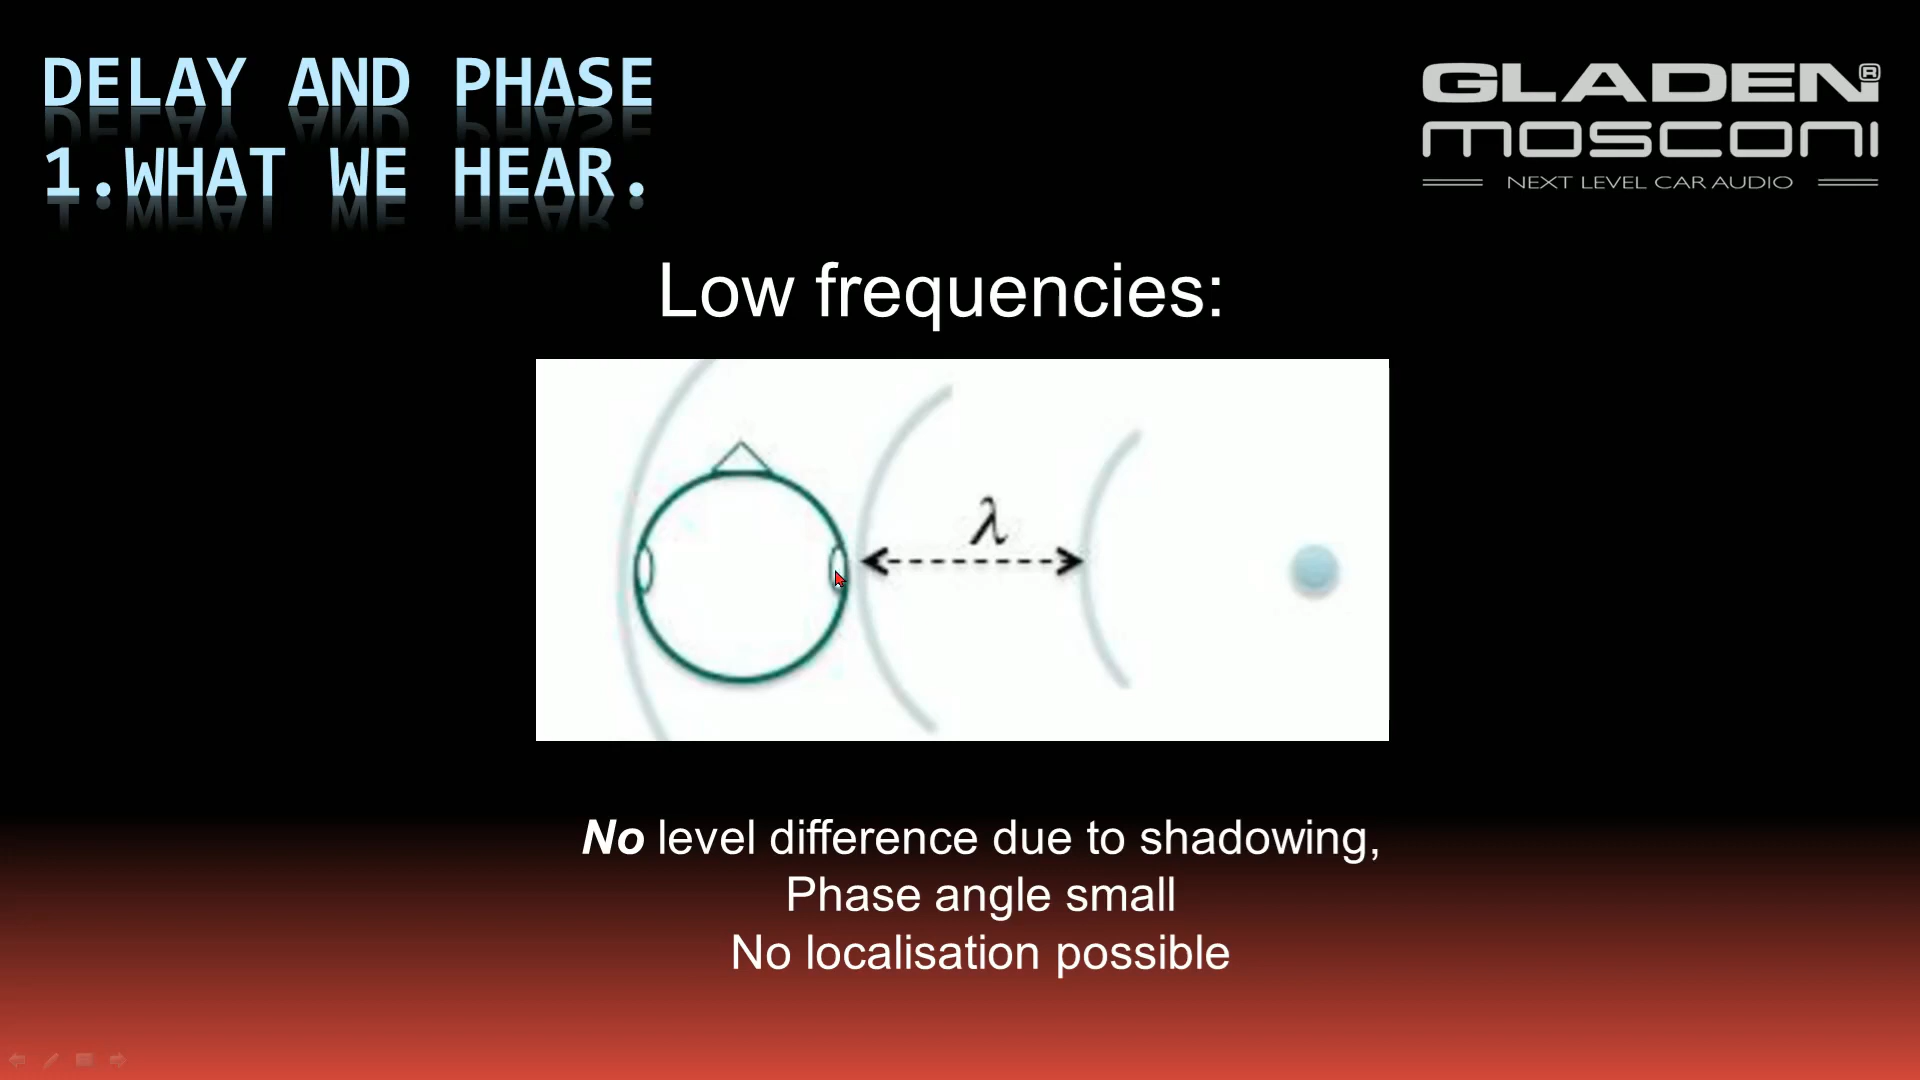 DELAY AND PHASE
1.WHAT WE HEAR.
GLADEN®
MOSCONI
NEXT LEVEL CAR AUDIO
Low frequencies:
λ
No level difference due to shadowing,
Phase angle small
No localisation possible